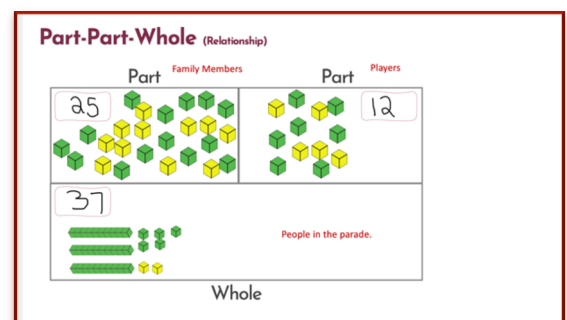 Part-Part-Whole (Relationship)
Part Family Members
Part Players
25
12
37
People in the parade.
Whole